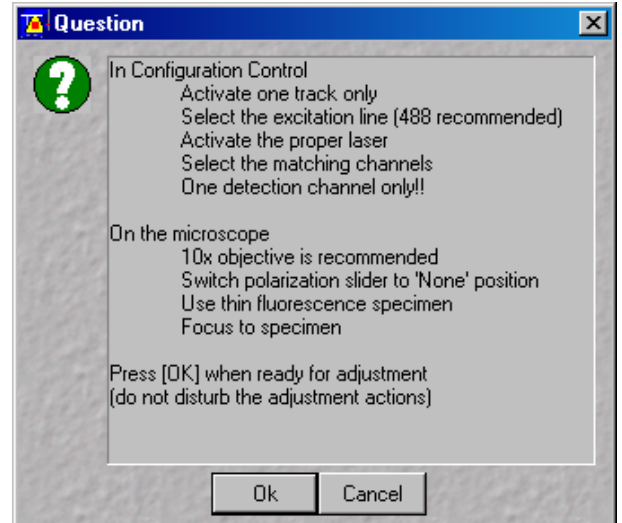 Question
In Configuration Control
Activate one track only
Select the excitation line (488 recommended)
Activate the proper laser
Select the matching channels
One detection channel only!!
On the microscope
10x objective is recommended
Switch polarization slider to 'None' position
Use thin fluorescence specimen
Focus to specimen
Press [OK] when ready for adjustment
(do not disturb the adjustment actions)
Ok
Cancel